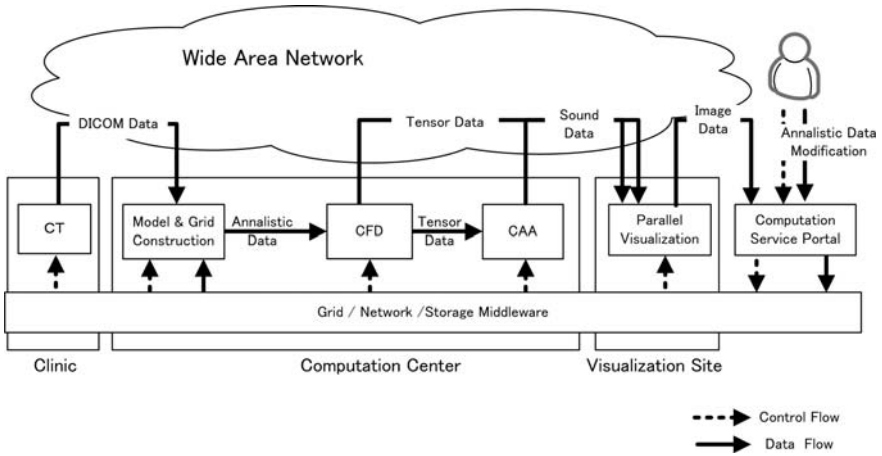 Wide Area Network
DICOM Data
Tensor Data
Sound
Data
Image
Data
Annalistic Data
Modification
CT
Model & Grid
Construction
Annalistic
Data
CFD
Tensor
Data
CAA
Parallel
Visualization
Computation
Service Portal
Grid / Network /Storage Middleware
Clinic
Computation Center
Visualization Site
Control Flow
Data Flow